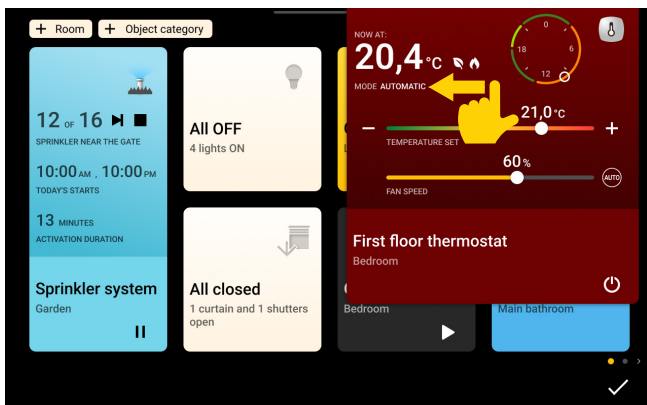 + Room
+ Object category
12 OF 16
SPRINKLER NEAR THE GATE
10:00 AM , 10:00 PM
TODAY'S STARTS
13 MINUTES
ACTIVATION DURATION
Sprinkler system
Garden
All OFF
4 lights ON
All closed
1 curtain and 1 shutters
open
NOW AT:
20,4 °C
MODE AUTOMATIC
0
6
12
18
21,0 °C
TEMPERATURE SET
60 %
AUTO
FAN SPEED
First floor thermostat
Bedroom
Bedroom
Main bathroom